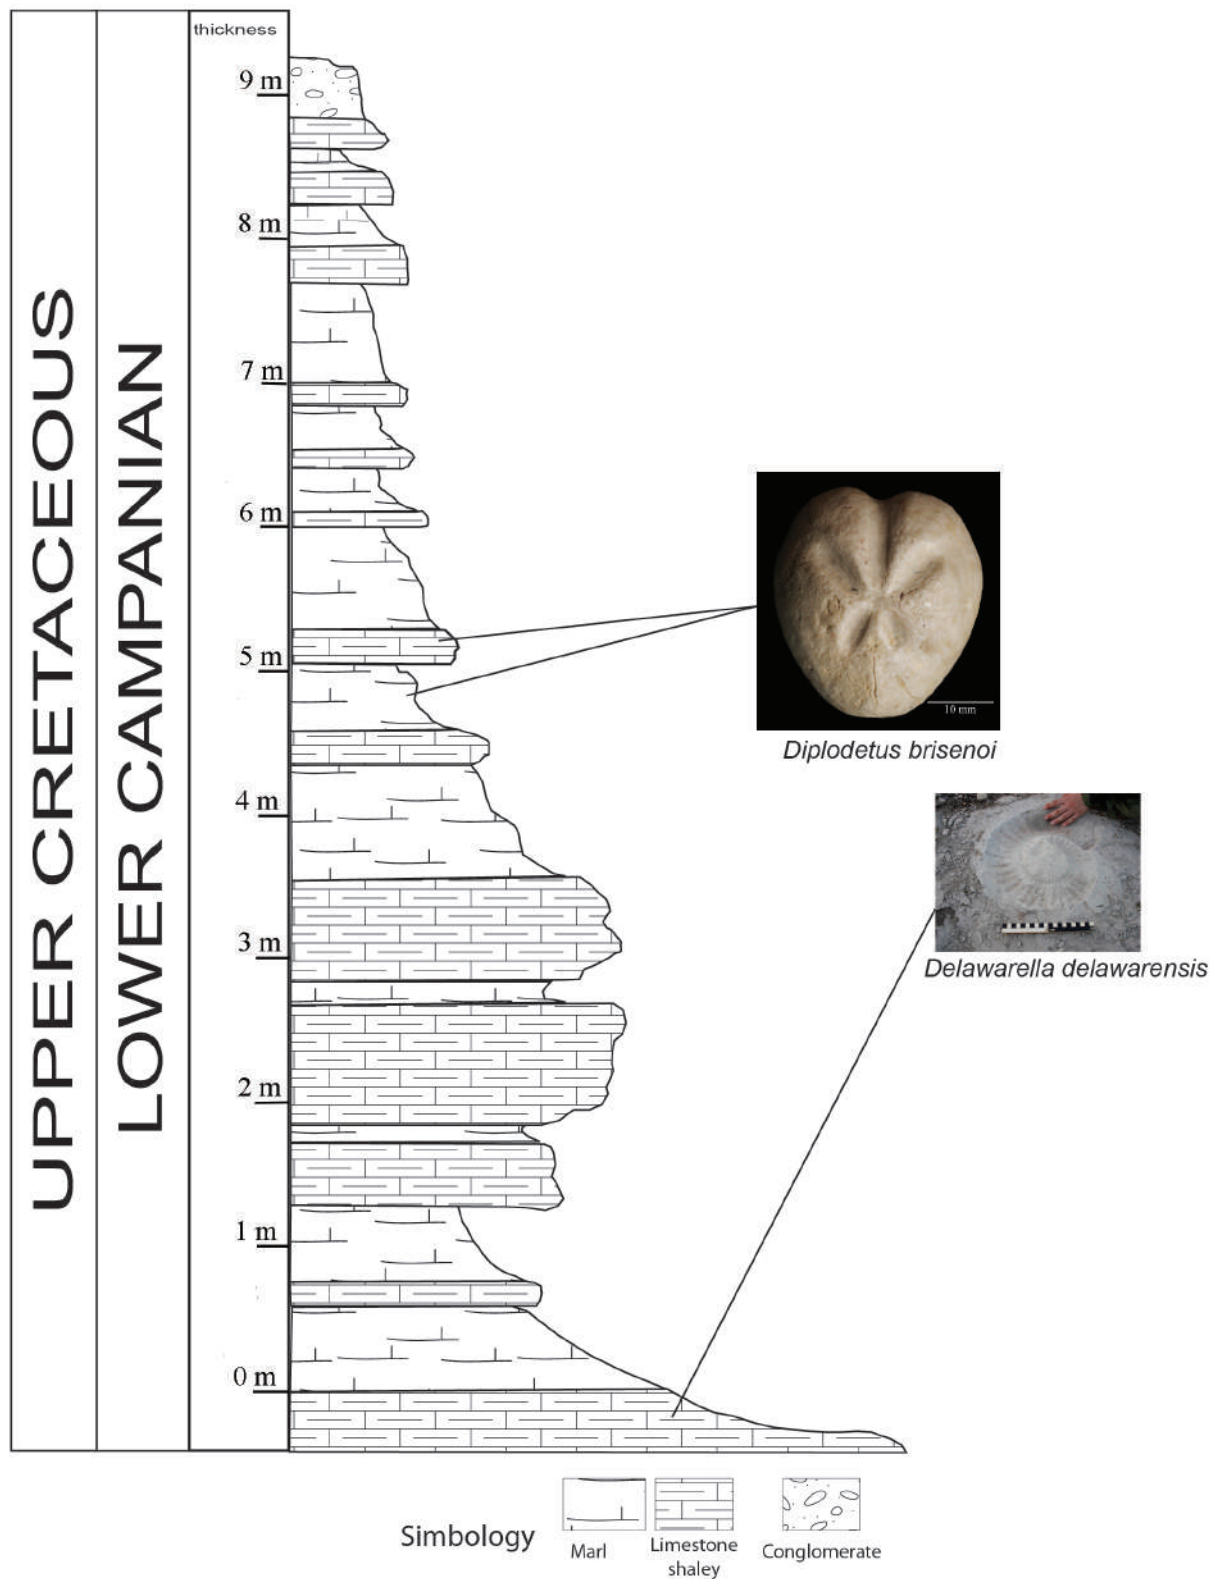 UPPER CRETACEOUS
LOWER CAMPANIAN
thickness
9 m
8 m
7 m
6 m
5 m
4 m
3 m
2 m
1 m
0 m
10 mm
Diplodetus brisenoi
Delawarella delawarensis
Simbology
Marl
Limestone
shaley
Conglomerate